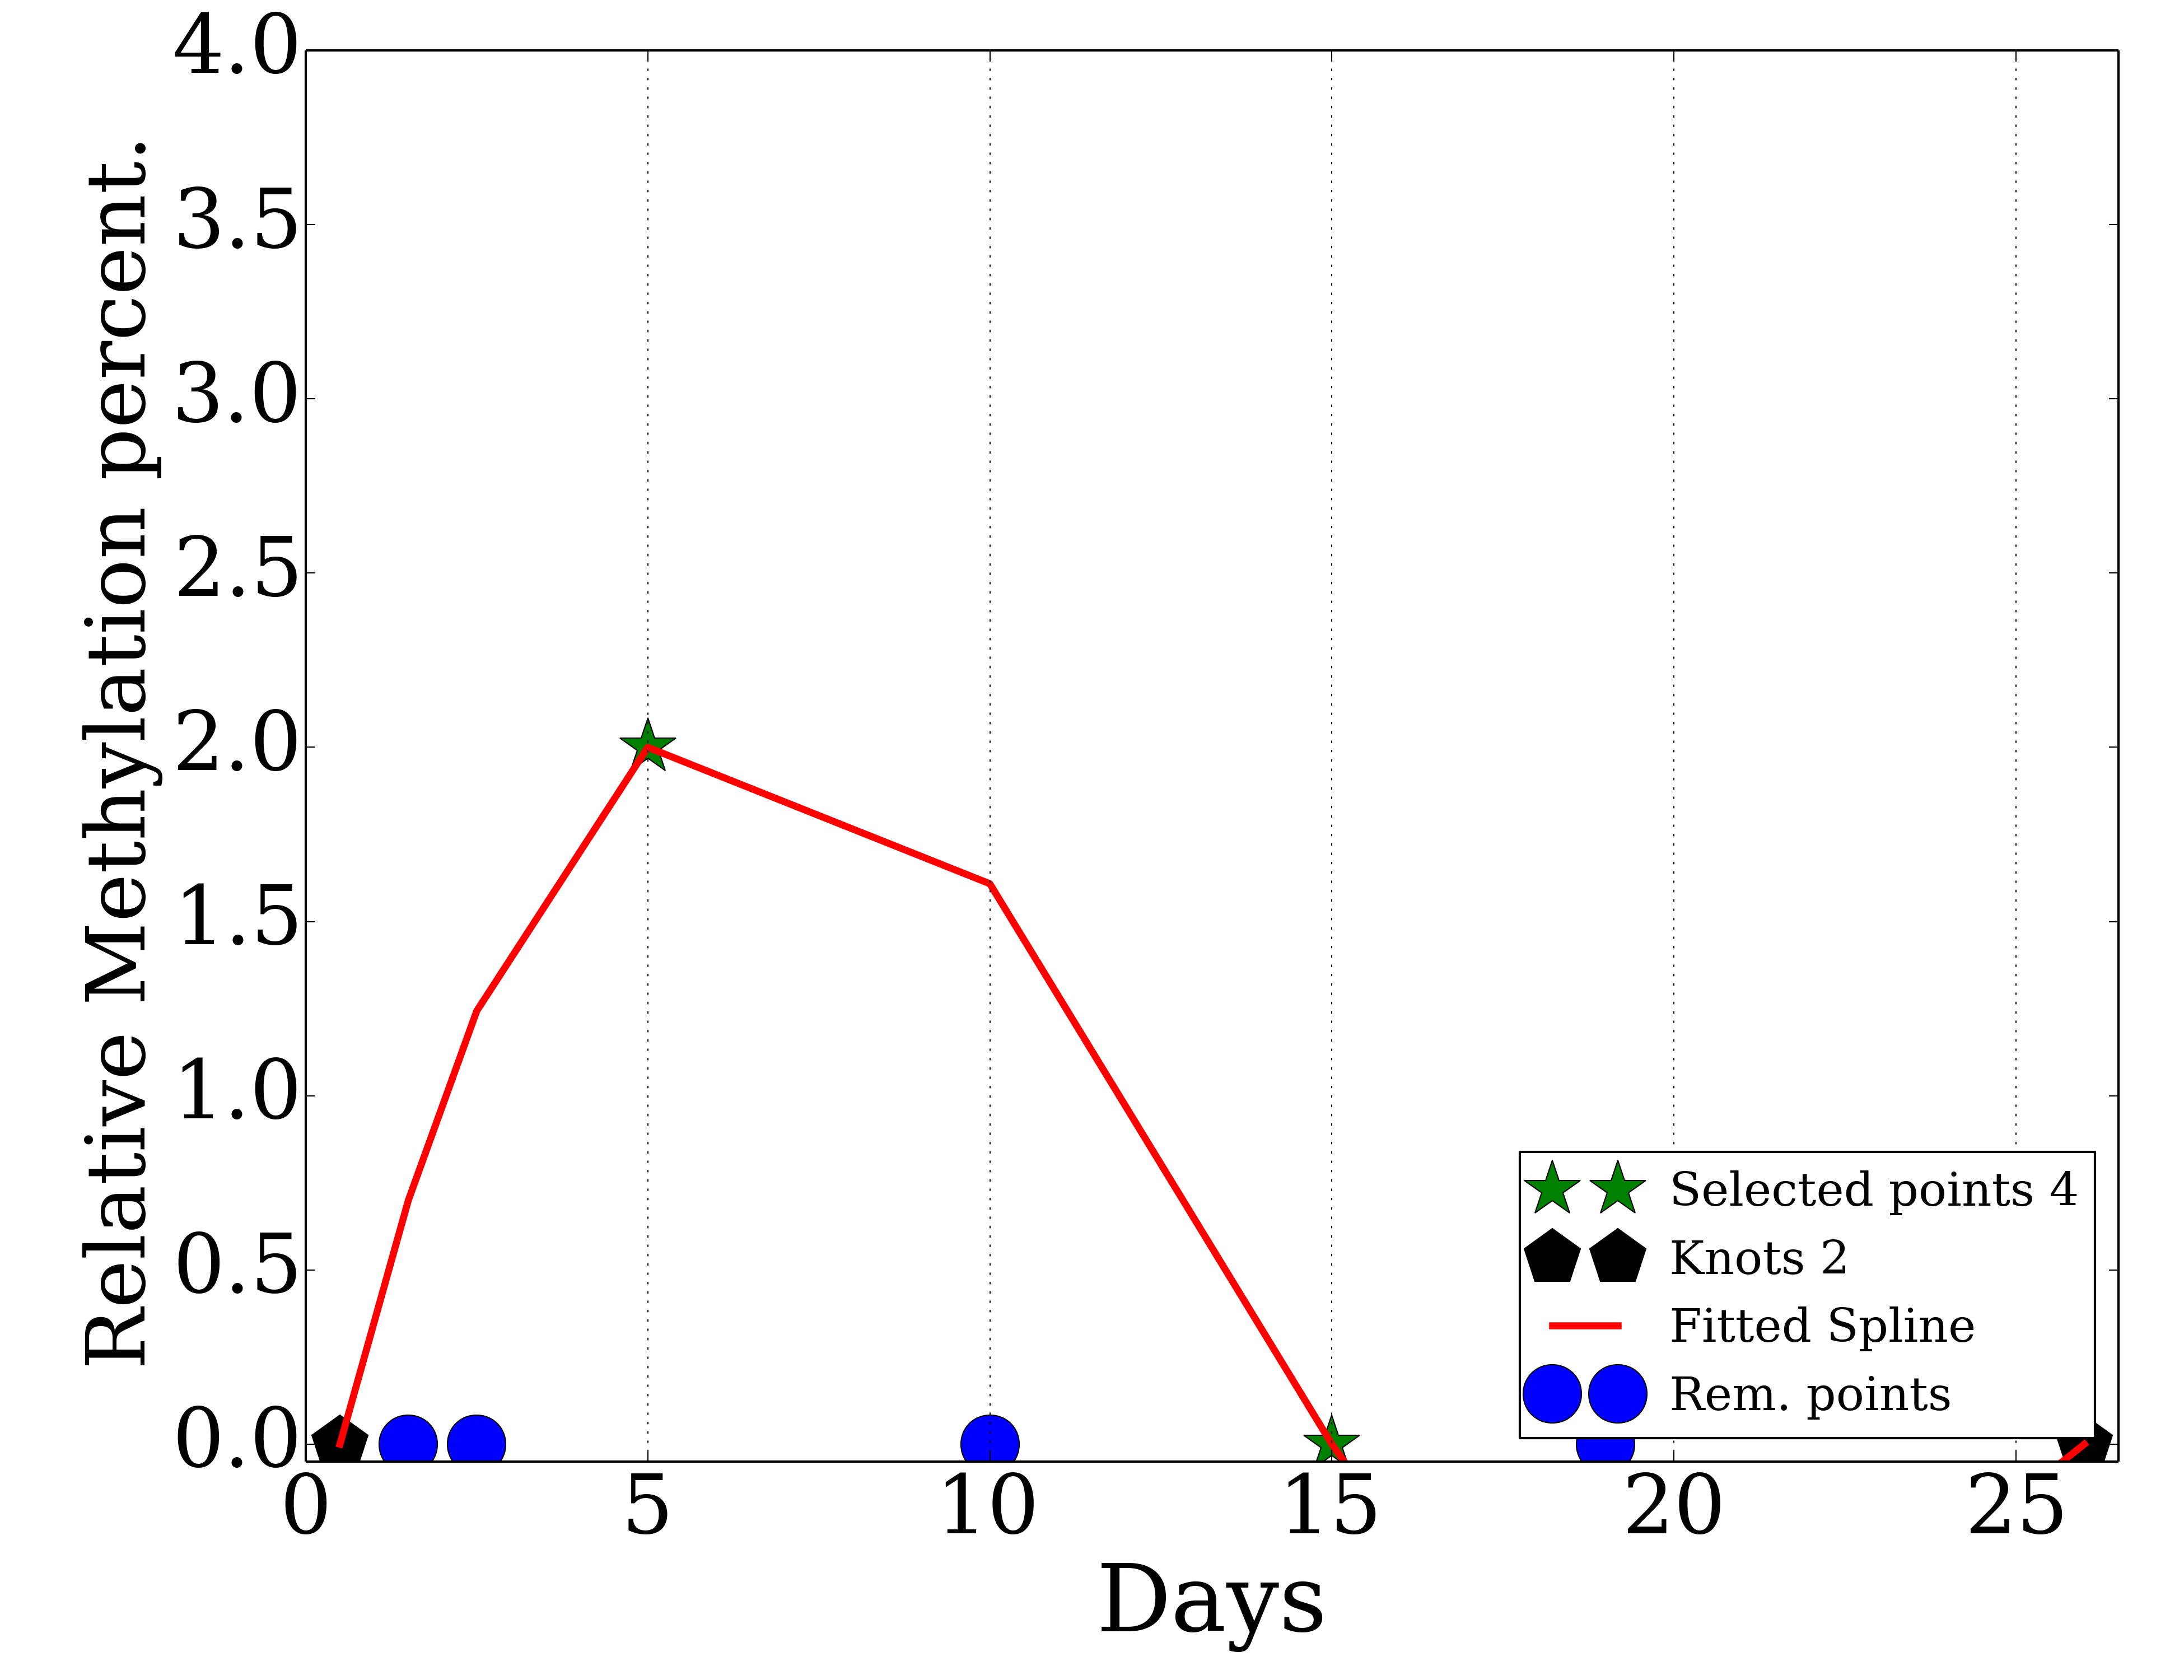 Relative Methylation percent.
4.0
3.5
3.0
2.5
2.0
1.5
1.0
0.5
0.0
0 5 10 15 20 25
Days
Selected points 4
Knots 2
Fitted Spline
Rem. points